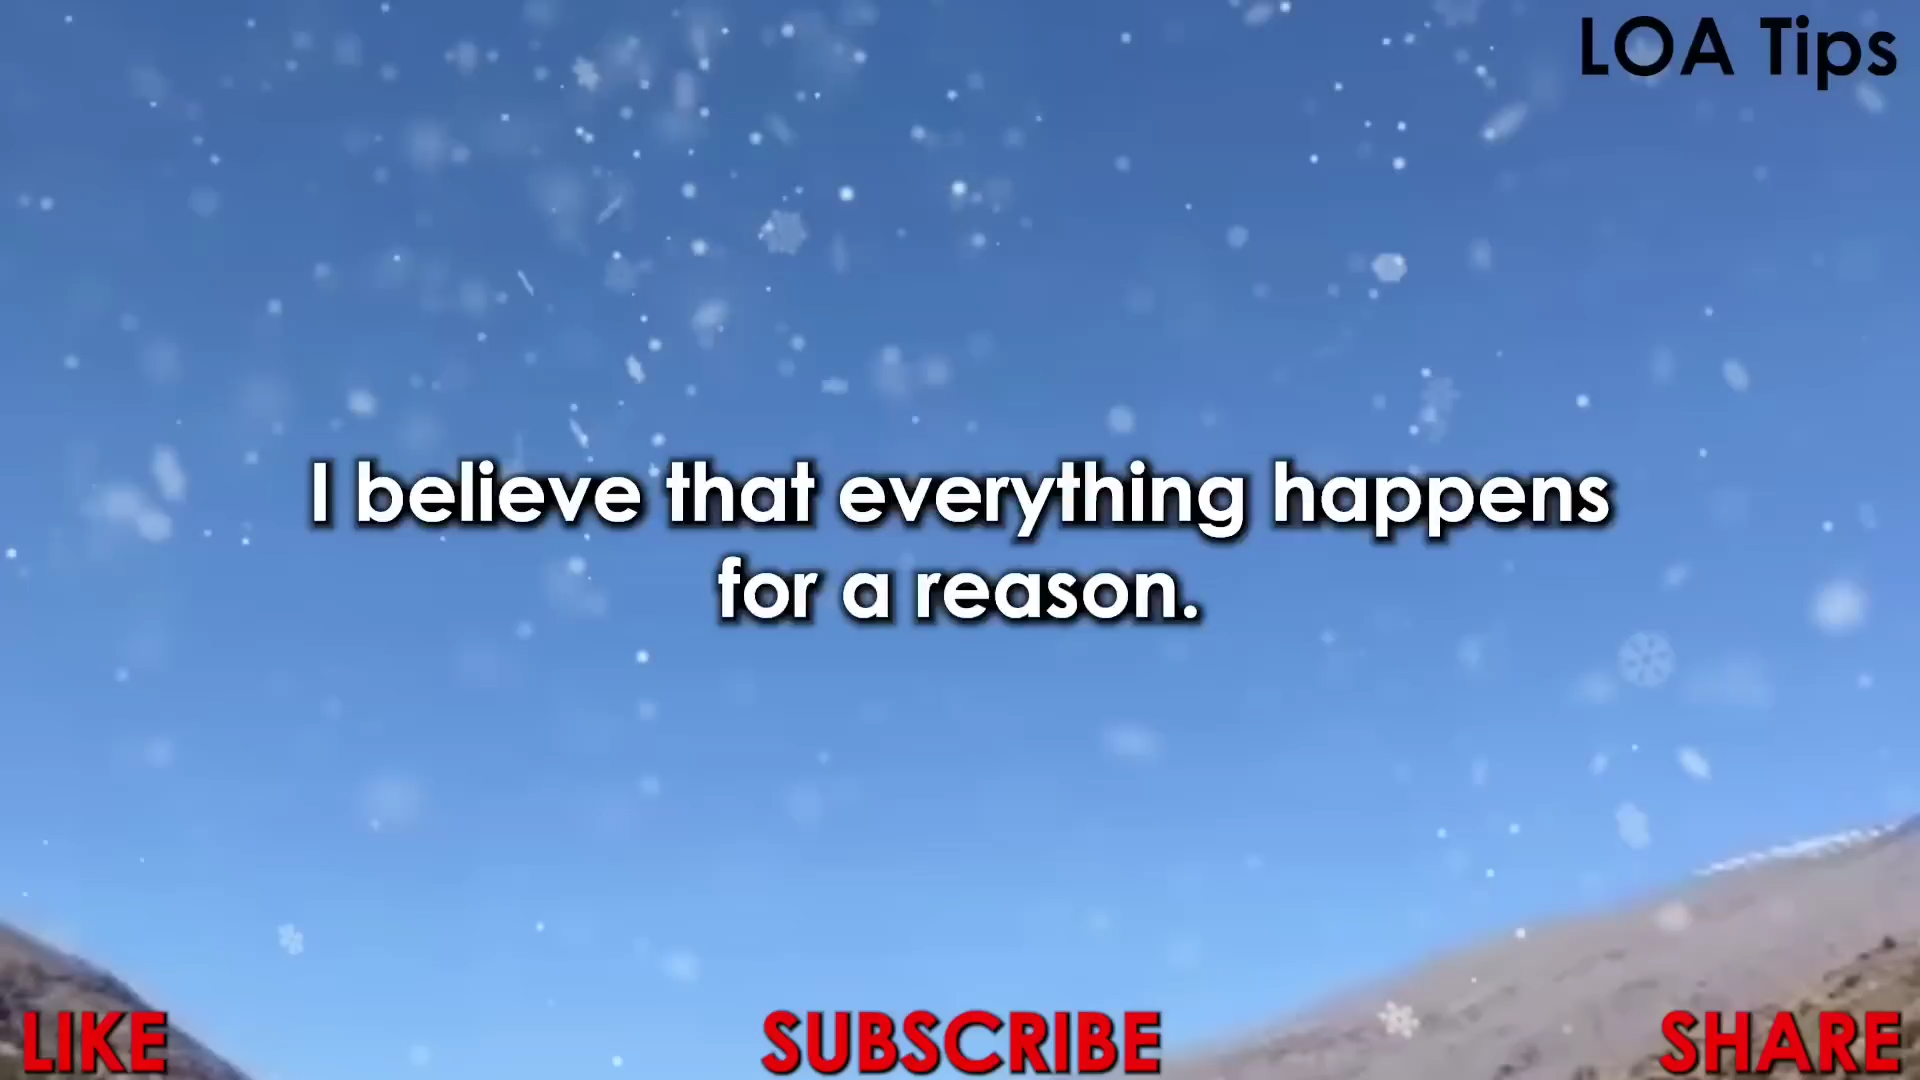 LOA Tips
I believe that everything happens
for a reason.
LIKE
SUBSCRIBE
SHARE